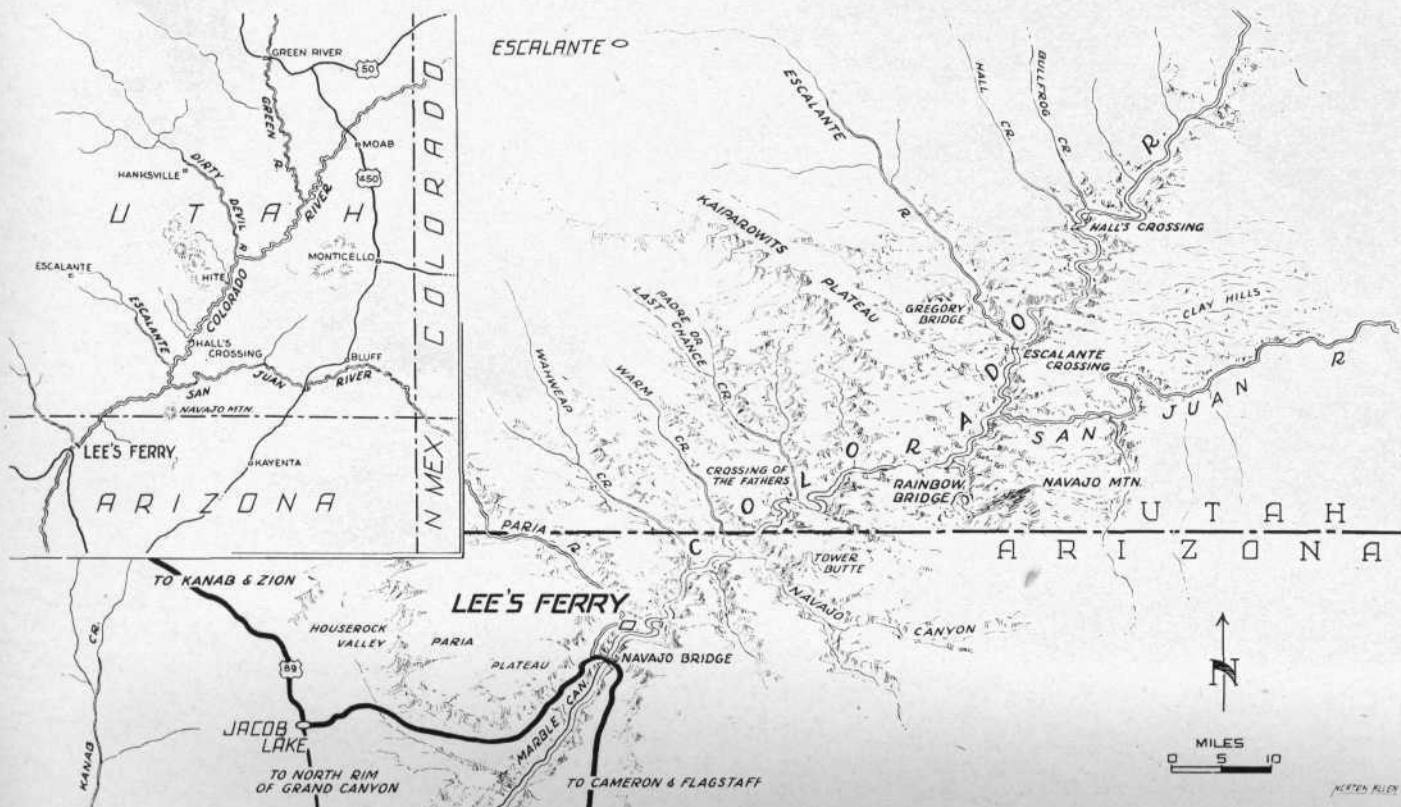 GREEN RIVER
50
GREEN R.
MOAB
450
HANKSVILLE
DIRTY DEVIL R.
UTAH
COLORADO
RIVER
MONTICELLO
ESCALANTE
HITE
COLORADO
ESCALANTE
HALL'S
CROSSING
BLUFF
SAN JUAN RIVER
NAVAJO MTN.
LEE'S FERRY
KAYENTA
ARIZONA
N MEX
ESCALANTE
ESCALANTE R
HALL CR.
BULLFROG CR.
R.
HALL'S CROSSING
KAIPAROWITS
PLATEAU
GREGORY
BRIDGE
CLAY HILLS
PADRE OR
LAST CHANCE CR.
WAHWEAP CR.
WARM CR.
ESCALANTE
CROSSING
COLORADO
SAN JUAN R
CROSSING OF
THE FATHERS
RAINBOW
BRIDGE
NAVAJO MTN.
UTAH
ARIZONA
PARIA R.
TOWER
BUTTE
TO KANAB & ZION
LEE'S FERRY
NAVAJO CANYON
HOUSEROCK
VALLEY
PARIA
PLATEAU
NAVAJO BRIDGE
89
MARBLE CAN.
JACOB
LAKE
KANAB CR.
TO NORTH RIM
OF GRAND CANYON
TO CAMERON & FLAGSTAFF
N
MILES
0 5 10
NORTON ALLEN